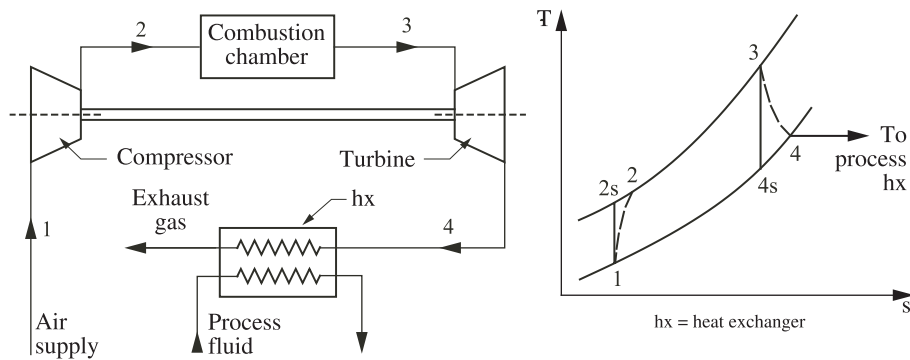 2
Combustion
chamber
3
Compressor
Turbine
Exhaust
gas
hx
1
4
Air
supply
Process
fluid
T
3
2s
2
4
To
process
hx
4s
1
s
hx = heat exchanger